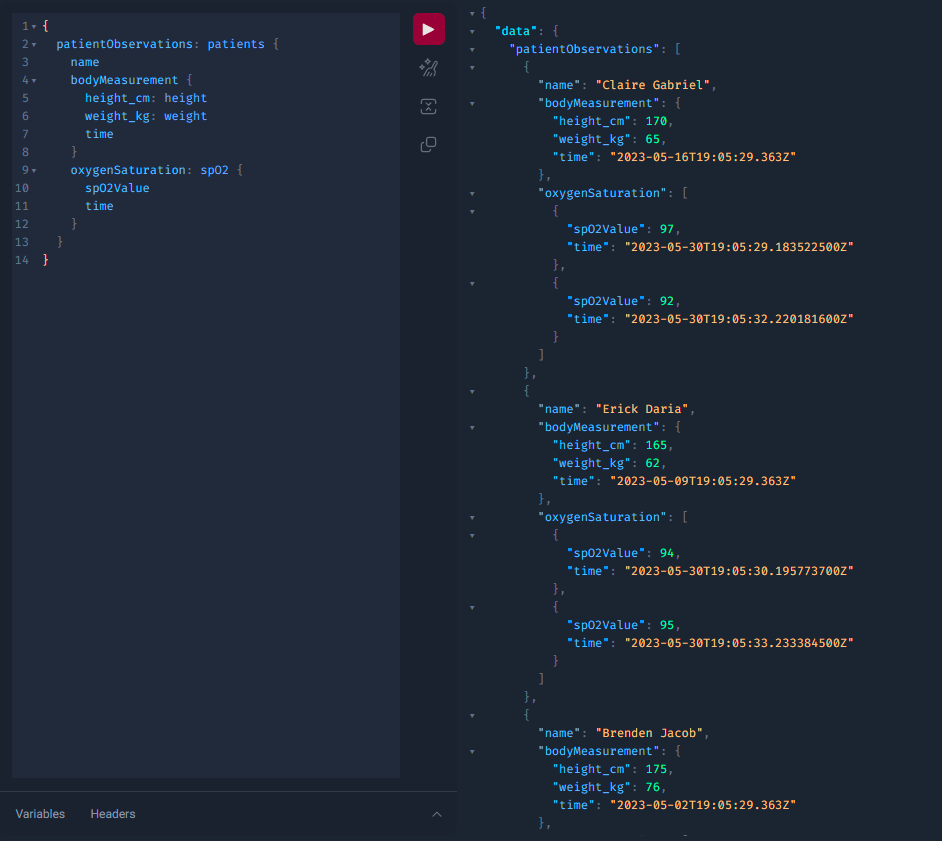 1 {
2 patientObservations: patients {
3 name
4 bodyMeasurement {
5 height_cm: height
6 weight_kg: weight
7 time
8 }
9 oxygenSaturation: spO2 {
10 spO2Value
11 time
12 }
13 }
14 }
Variables Headers
{
"data": {
"patientObservations": [
{
"name": "Claire Gabriel",
"bodyMeasurement": {
"height_cm": 170,
"weight_kg": 65,
"time": "2023-05-16T19:05:29.363Z"
},
"oxygenSaturation": [
{
"spO2Value": 97,
"time": "2023-05-30T19:05:29.183522500Z"
},
{
"spO2Value": 92,
"time": "2023-05-30T19:05:32.220181600Z"
}
]
},
{
"name": "Erick Daria",
"bodyMeasurement": {
"height_cm": 165,
"weight_kg": 62,
"time": "2023-05-09T19:05:29.363Z"
},
"oxygenSaturation": [
{
"spO2Value": 94,
"time": "2023-05-30T19:05:30.195773700Z"
},
{
"spO2Value": 95,
"time": "2023-05-30T19:05:33.233384500Z"
}
]
},
{
"name": "Brenden Jacob",
"bodyMeasurement": {
"height_cm": 175,
"weight_kg": 76,
"time": "2023-05-02T19:05:29.363Z"
},